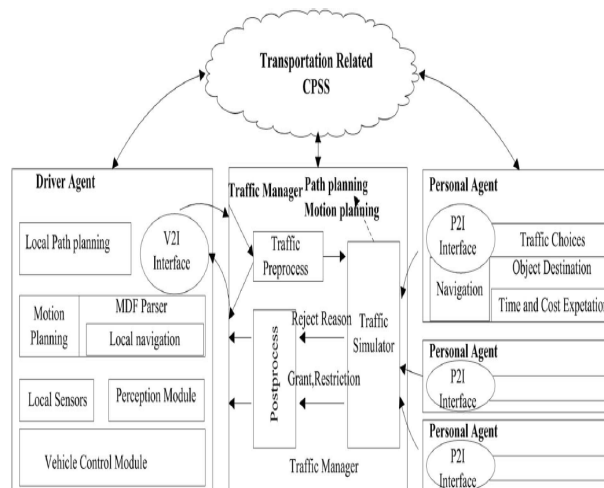 Transportation Related
CPSS
Driver Agent
Local Path planning
V2I
Interface
Motion
Planning
MDF Parser
Local navigation
Local Sensors
Perception Module
Vehicle Control Module
Traffic Manager
Path planning
Motion planning
Traffic
Preprocess
Postprocess
Reject Reason
Grant,Restriction
Traffic
Simulator
Traffic Manager
Personal Agent
P2I
Interface
Traffic Choices
Object Destination
Navigation
Time and Cost Expetation
Personal Agent
P2I
Interface
Personal Agent
P2I
Interface